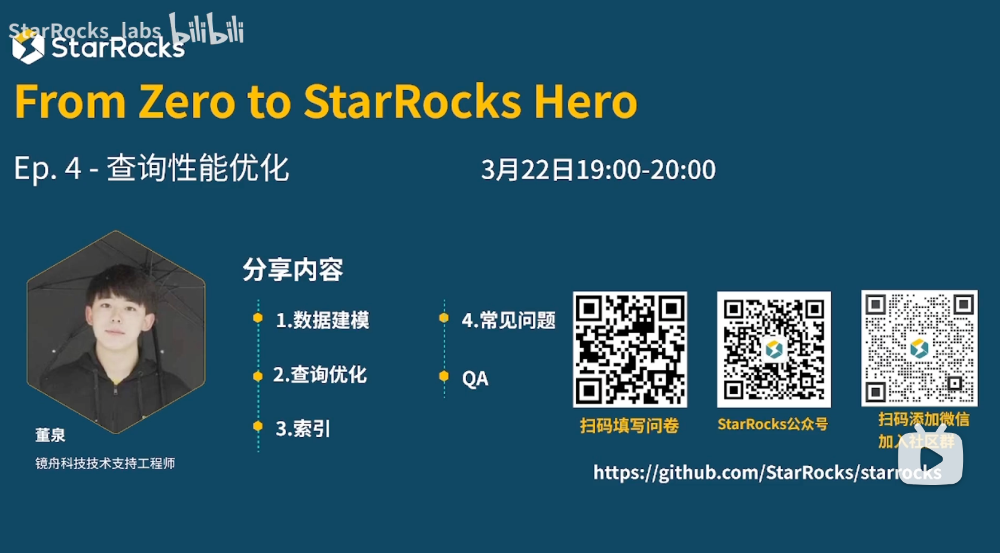 StarRocks_labs bilibili
StarRocks
From Zero to StarRocks Hero
Ep. 4 - 查询性能优化
3月22日19:00-20:00
分享内容
1.数据建模
2.查询优化
3.索引
4.常见问题
QA
董泉
镜舟科技技术支持工程师
扫码填写问卷
StarRocks公众号
扫码添加微信
加入社区群
https://github.com/StarRocks/starrocks